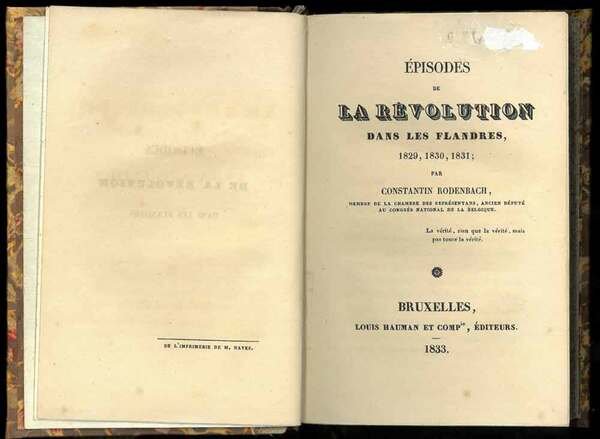 DE L'IMPRIMERIE DE M. HAYEZ.
ÉPISODES
DE
LA RÉVOLUTION
DANS LES FLANDRES,
1829, 1830, 1831;
PAR
CONSTANTIN RODENBACH,
MEMBRE DE LA CHAMBRE DES REPRÉSENTANS, ANCIEN DÉPUTÉ
AU CONGRÈS NATIONAL DE LA BELGIQUE.
La vérité, rien que la vérité, mais
pas toute la vérité.
BRUXELLES,
LOUIS HAUMAN ET COMPie, ÉDITEURS.
1833.